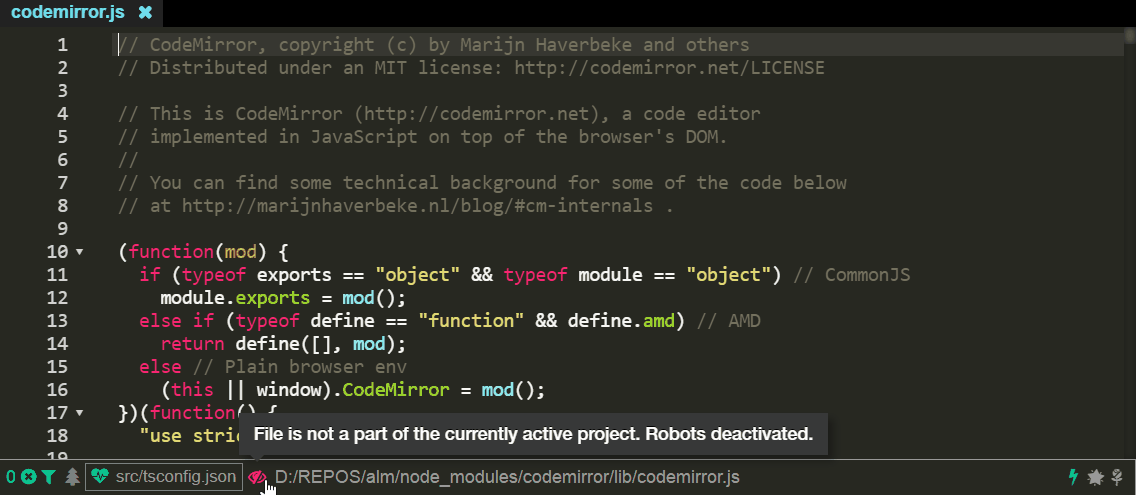 codemirror.js ✖
1 // CodeMirror, copyright (c) by Marijn Haverbeke and others
2 // Distributed under an MIT license: http://codemirror.net/LICENSE
3
4 // This is CodeMirror (http://codemirror.net), a code editor
5 // implemented in JavaScript on top of the browser's DOM.
6 //
7 // You can find some technical background for some of the code below
8 // at http://marijnhaverbeke.nl/blog/#cm-internals .
9
10 (function(mod) {
11   if (typeof exports == "object" && typeof module == "object") // CommonJS
12     module.exports = mod();
13   else if (typeof define == "function" && define.amd) // AMD
14     return define([], mod);
15   else // Plain browser env
16     (this || window).CodeMirror = mod();
17 })(function() {
File is not a part of the currently active project. Robots deactivated.
18   "use stric
19
0 src/tsconfig.json D:/REPOS/alm/node_modules/codemirror/lib/codemirror.js